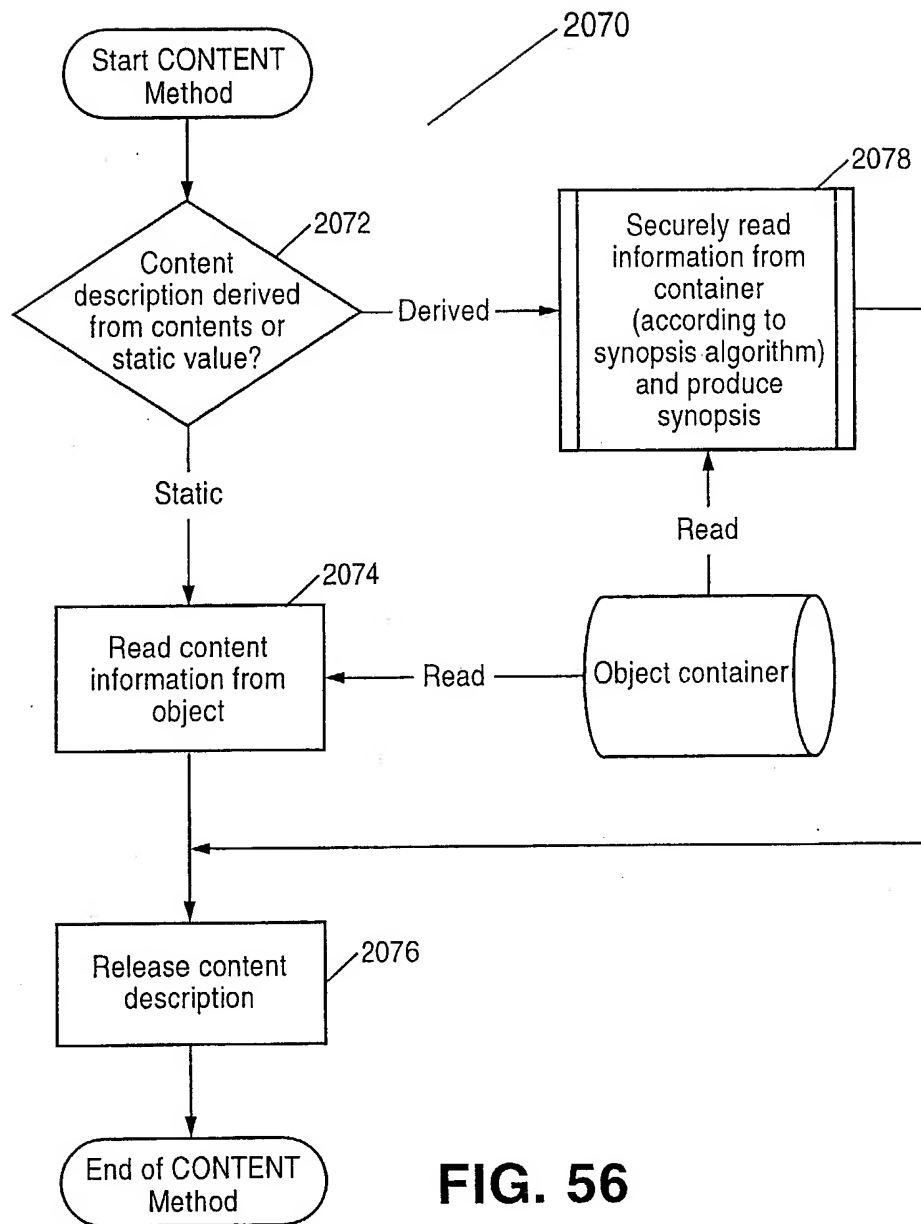 2070
Start CONTENT
Method
2072
Content
description derived
from contents or
static value?
Derived
2078
Securely read
information from
container
(according to
synopsis algorithm)
and produce
synopsis
Static
Read
2074
Read content
information from
object
Read
Object container
2076
Release content
description
End of CONTENT
Method
FIG. 56